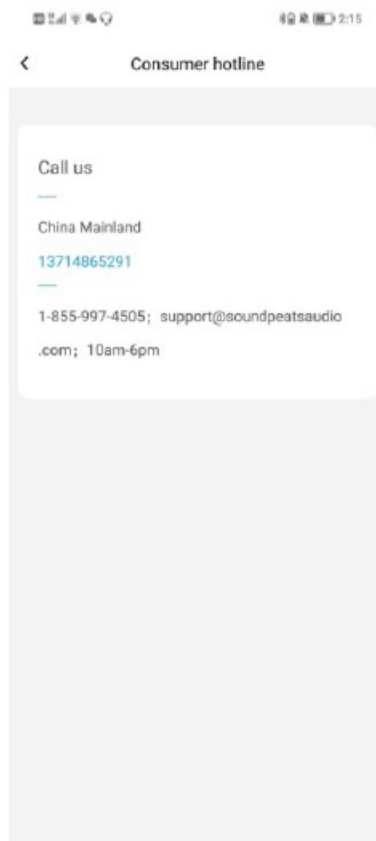 2:15
Consumer hotline
Call us
China Mainland
13714865291
1-855-997-4505; support@soundpeatsaudio
.com; 10am-6pm